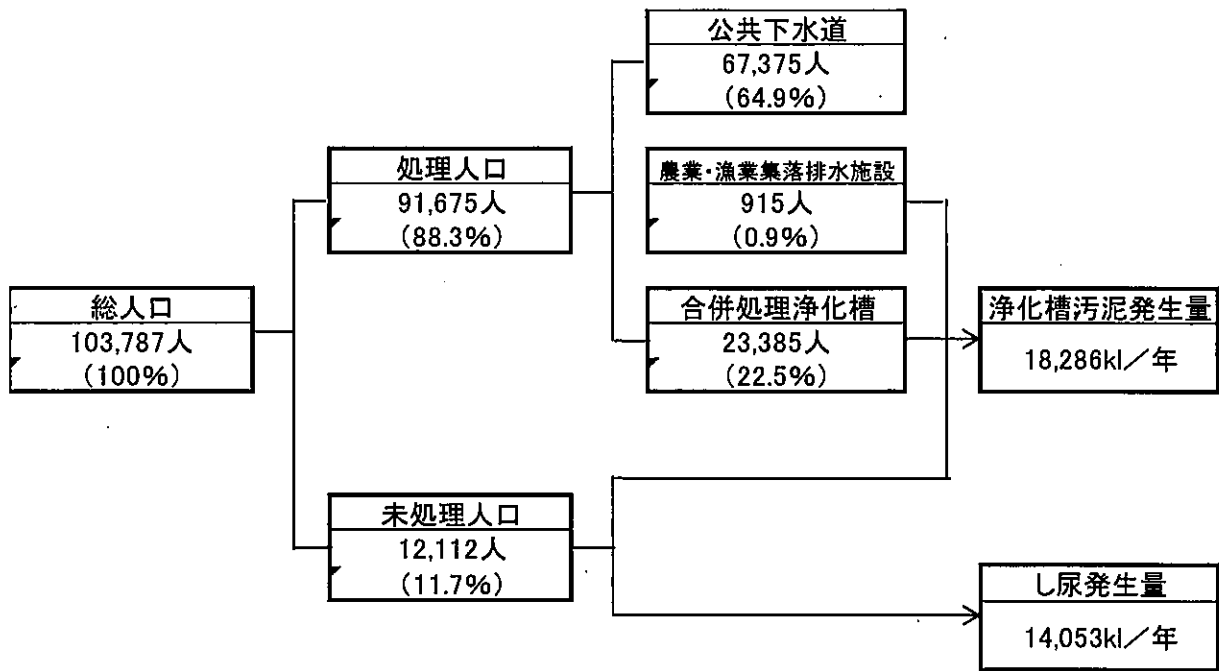 公共下水道
67,375人
(64.9%)
処理人口
91,675人
(88.3%)
農業・漁業集落排水施設
915人
(0.9%)
総人口
103,787人
(100%)
合併処理浄化槽
23,385人
(22.5%)
浄化槽汚泥発生量
18,286kl／年
未処理人口
12,112人
(11.7%)
し尿発生量
14,053kl／年